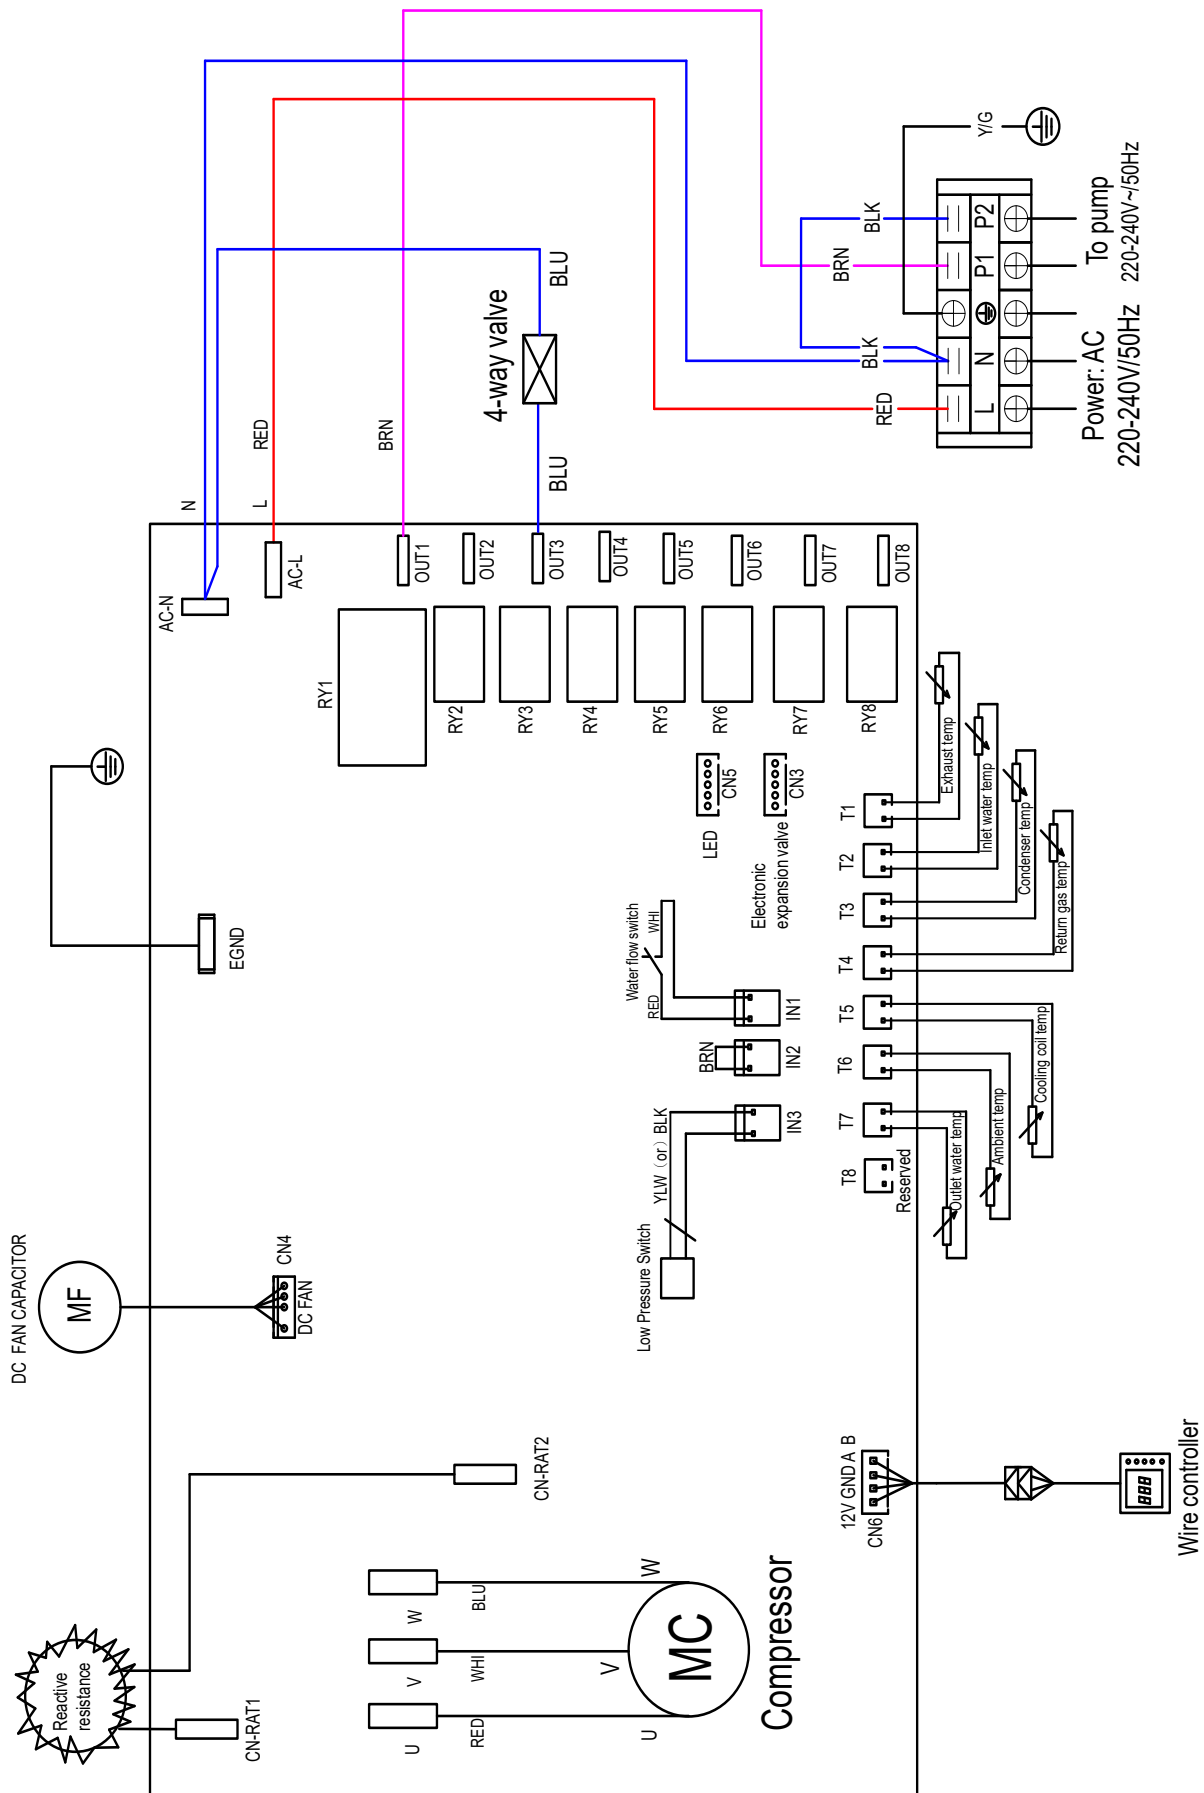 Reactive
resistance
CN-RAT1
CN-RAT2
DC FAN CAPACITOR
MF
CN4
DC FAN
EGND
AC-N
N
AC-L
L
RED
BRN
4-way valve
BLU
BLU
OUT1
OUT2
OUT3
OUT4
OUT5
OUT6
OUT7
OUT8
RY1
RY2
RY3
RY4
RY5
RY6
RY7
RY8
Y/G
BLK
BRN
BLK
RED
P2
P1
N
L
To pump
220-240V~/50Hz
Power: AC
220-240V/50Hz
LED
CN5
Electronic
expansion valve
CN3
Water flow switch
WHI
RED
IN1
BRN
IN2
YLW（or）BLK
IN3
Low Pressure Switch
T1
T2
T3
T4
T5
T6
T7
T8
Reserved
Exhaust temp
Inlet water temp
Condenser temp
Return gas temp
Cooling coil temp
Ambient temp
Outlet water temp
12V GND A B
CN6
888
Wire controller
W
V
U
BLU
WHI
RED
W
V
U
MC
Compressor